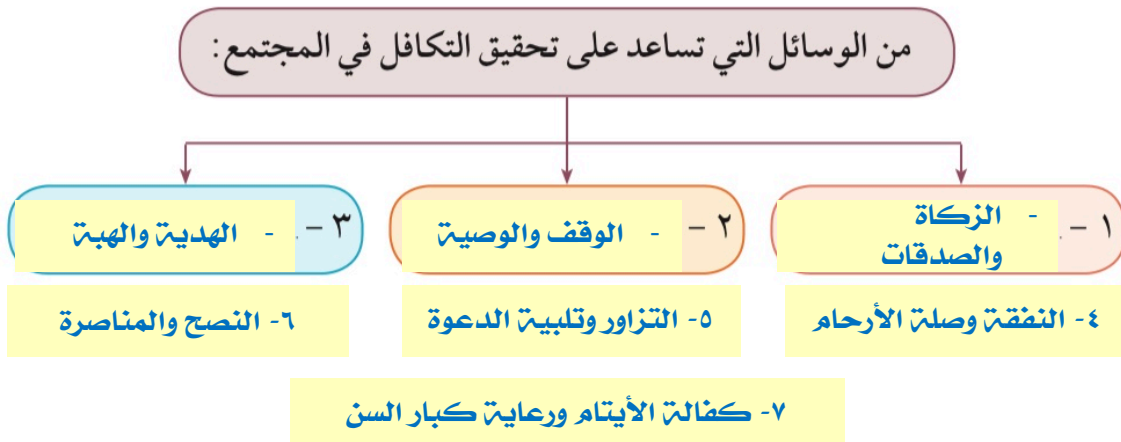 من الوسائل التي تساعد على تحقيق التكافل في المجتمع:
١ - - الزكاة
والصدقات
٢ - - الوقف والوصية
٣ - . - الهدية والهبة
٤- النفقة وصلة الأرحام
٥- التزاور وتلبية الدعوة
٦- النصح والمناصرة
٧- كفالة الأيتام ورعاية كبار السن